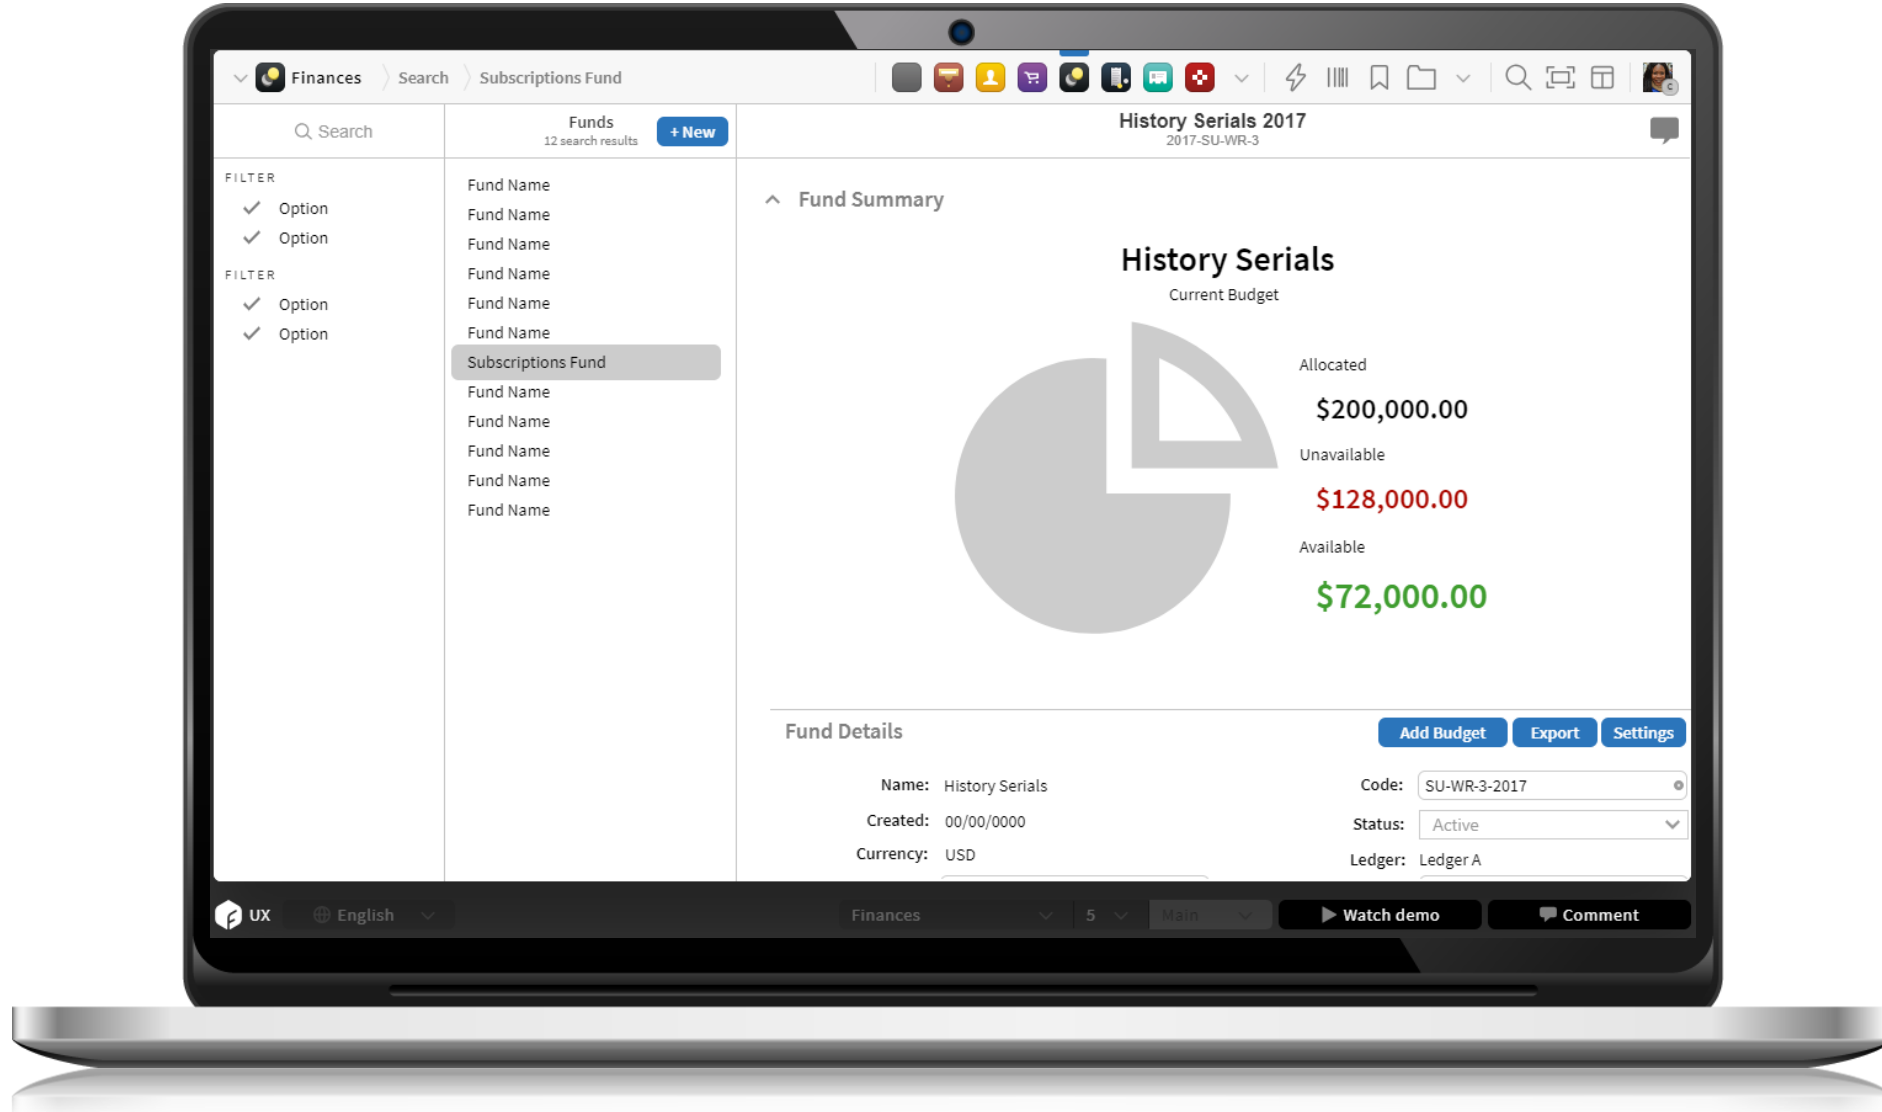 Finances Search Subscriptions Fund
Search
Funds
12 search results
+ New
History Serials 2017
2017-SU-WR-3
FILTER
Option
Option
FILTER
Option
Option
Fund Name
Fund Name
Fund Name
Fund Name
Fund Name
Fund Name
Subscriptions Fund
Fund Name
Fund Name
Fund Name
Fund Name
Fund Name
Fund Summary
History Serials
Current Budget
Allocated
$200,000.00
Unavailable
$128,000.00
Available
$72,000.00
Fund Details
Add Budget Export Settings
Name: History Serials
Created: 00/00/0000
Currency: USD
Code: SU-WR-3-2017
Status: Active
Ledger: Ledger A
UX English Finances 5 Main Watch demo Comment